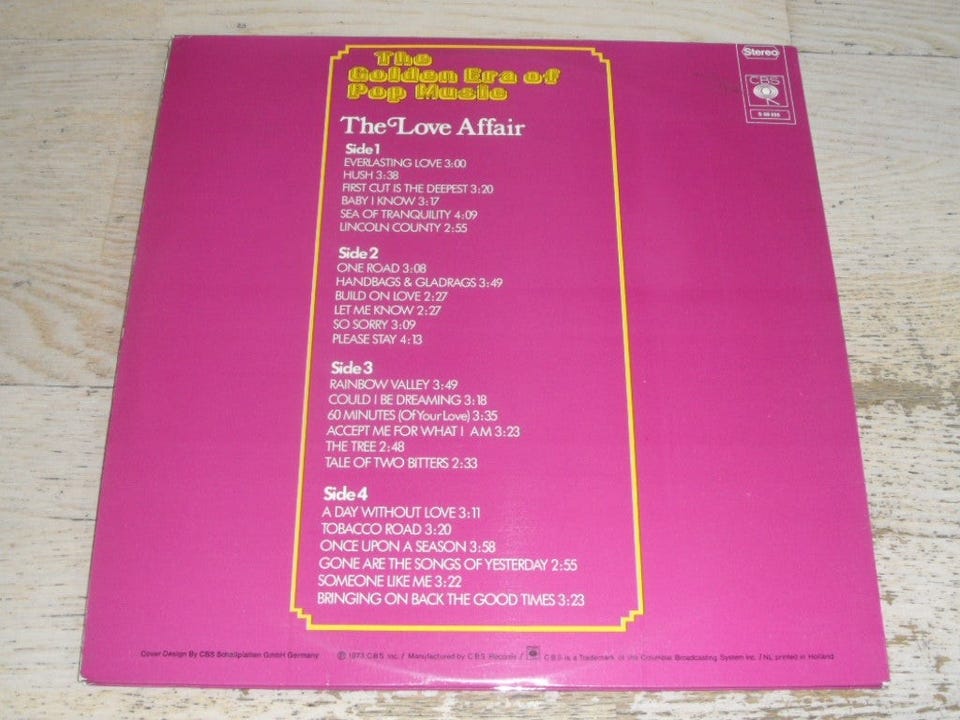 The
Golden Era of
Pop Music
Stereo
CBS
The Love Affair
Side 1
EVERLASTING LOVE 3:00
HUSH 3:38
FIRST CUT IS THE DEEPEST 3:20
BABY I KNOW 3:17
SEA OF TRANQUILITY 4:09
LINCOLN COUNTY 2:55
Side 2
ONE ROAD 3:08
HANDBAGS & GLADRAGS 3:49
BUILD ON LOVE 2:27
LET ME KNOW 2:27
SO SORRY 3:09
PLEASE STAY 4:13
Side 3
RAINBOW VALLEY 3:49
COULD I BE DREAMING 3:18
60 MINUTES (Of Your Love) 3:35
ACCEPT ME FOR WHAT I AM 3:23
THE TREE 2:48
TALE OF TWO BITTERS 2:33
Side 4
A DAY WITHOUT LOVE 3:11
TOBACCO ROAD 3:20
ONCE UPON A SEASON 3:58
GONE ARE THE SONGS OF YESTERDAY 2:55
SOMEONE LIKE ME 3:22
BRINGING ON BACK THE GOOD TIMES 3:23
Cover Design By CBS Schallplatten GmbH Germany ℗ 1973 CBS Inc. / Manufactured by CBS Records / CBS is a Trademark of the Columbia Broadcasting System Inc. / NL printed in Holland